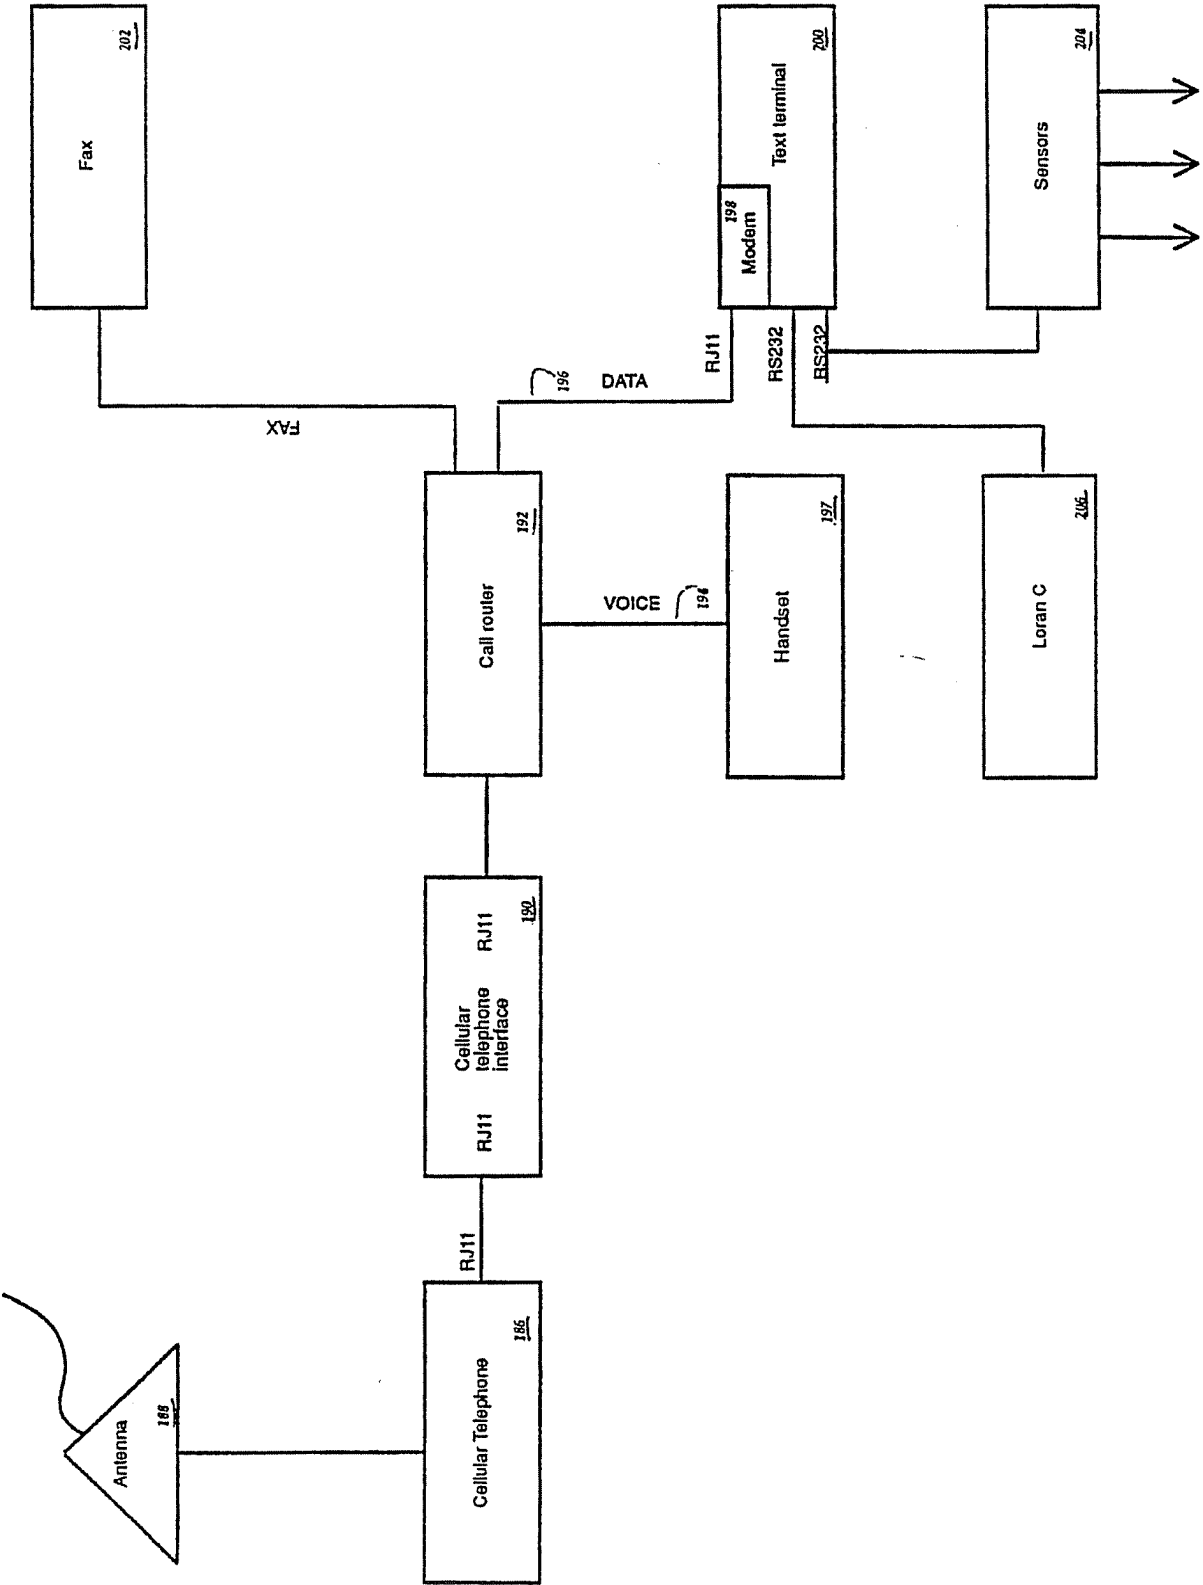 Antenna
188
Cellular Telephone
186
RJ11
RJ11
Cellular
telephone
interface
RJ11
190
Call router
192
FAX
Fax
202
196
DATA
RJ11
VOICE
194
Handset
197
Modem
198
Text terminal
200
RS232
RS232
Sensors
204
Loran C
206